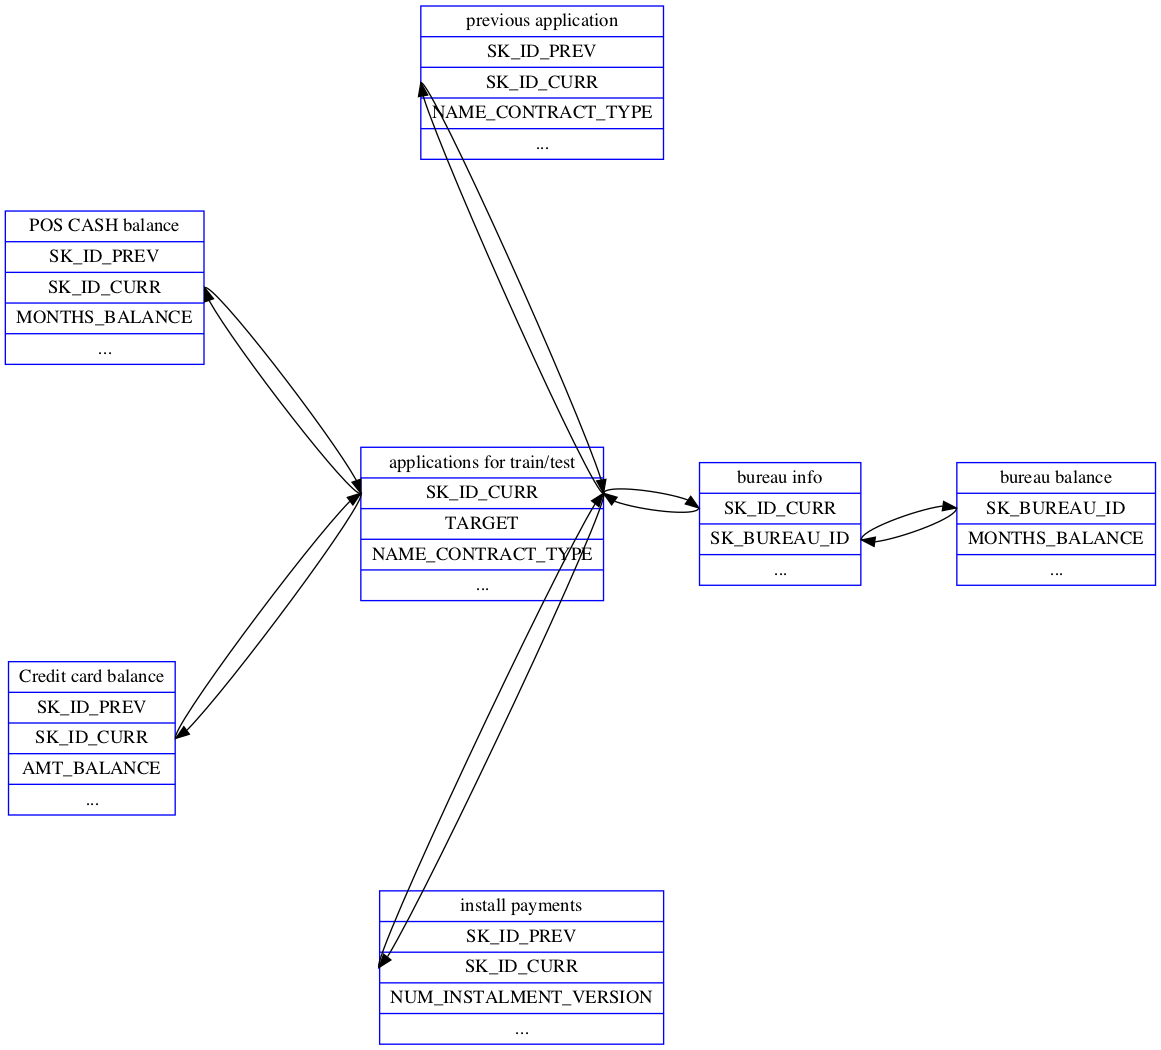 previous application
SK_ID_PREV
SK_ID_CURR
NAME_CONTRACT_TYPE
...
POS CASH balance
SK_ID_PREV
SK_ID_CURR
MONTHS_BALANCE
...
applications for train/test
SK_ID_CURR
TARGET
NAME_CONTRACT_TYPE
...
bureau info
SK_ID_CURR
SK_BUREAU_ID
...
bureau balance
SK_BUREAU_ID
MONTHS_BALANCE
...
Credit card balance
SK_ID_PREV
SK_ID_CURR
AMT_BALANCE
...
install payments
SK_ID_PREV
SK_ID_CURR
NUM_INSTALMENT_VERSION
...